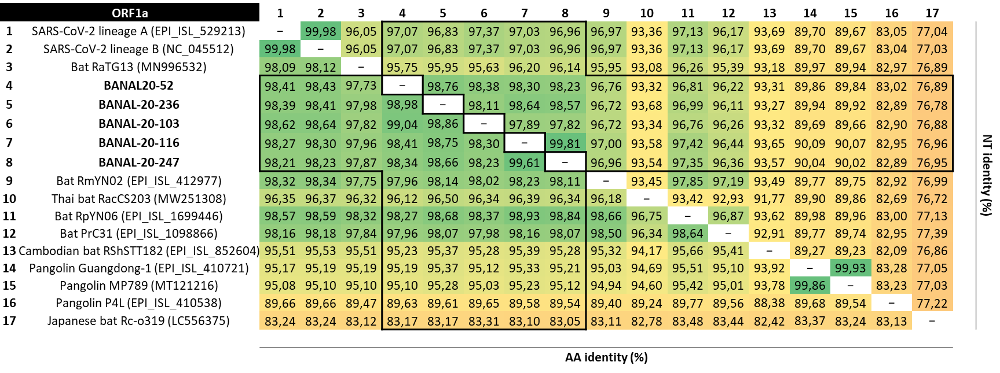 ORF1a 1 2 3 4 5 6 7 8 9 10 11 12 13 14 15 16 17
1 SARS-CoV-2 lineage A (EPI_ISL_529213) – 99,98 96,05 97,07 96,83 97,37 97,03 96,96 96,97 93,36 97,13 96,17 93,69 89,70 89,67 83,05 77,04
2 SARS-CoV-2 lineage B (NC_045512) 99,98 – 96,05 97,07 96,83 97,37 97,03 96,96 96,97 93,36 97,13 96,17 93,69 89,70 89,67 83,04 77,03
3 Bat RaTG13 (MN996532) 98,09 98,12 – 95,75 95,95 95,63 96,20 96,14 95,95 93,08 96,26 95,39 93,18 89,97 89,94 82,97 76,89
4 BANAL20-52 98,41 98,43 97,73 – 98,76 98,38 98,30 98,23 96,76 93,32 96,81 96,22 93,31 89,86 89,84 83,02 76,89
5 BANAL-20-236 98,39 98,41 97,98 98,98 – 98,11 98,64 98,57 96,72 93,68 96,99 96,11 93,27 89,94 89,92 82,89 76,78
6 BANAL-20-103 98,62 98,64 97,82 99,04 98,86 – 97,89 97,82 96,72 93,34 96,76 96,26 93,32 89,69 89,66 82,90 76,88
7 BANAL-20-116 98,27 98,30 97,96 98,41 98,75 98,30 – 99,81 97,00 93,58 97,42 96,44 93,65 90,09 90,07 82,95 76,96
8 BANAL-20-247 98,21 98,23 97,87 98,34 98,66 98,23 99,61 – 96,96 93,54 97,35 96,36 93,57 90,04 90,02 82,89 76,95
9 Bat RmYN02 (EPI_ISL_412977) 98,32 98,34 97,75 97,96 98,14 98,02 98,23 98,11 – 93,45 97,85 97,19 93,49 89,77 89,75 82,92 76,99
10 Thai bat RacCS203 (MW251308) 96,35 96,37 96,32 96,12 96,50 96,34 96,39 96,34 96,18 – 93,42 92,93 91,77 89,90 89,86 82,69 76,72
11 Bat RpYN06 (EPI_ISL_1699446) 98,57 98,59 98,32 98,27 98,68 98,37 98,93 98,84 98,66 96,75 – 96,87 93,62 89,98 89,96 83,00 77,13
12 Bat PrC31 (EPI_ISL_1098866) 98,16 98,18 97,84 97,96 98,07 97,98 98,16 98,07 98,50 96,34 98,64 – 92,91 89,77 89,74 82,95 77,39
13 Cambodian bat RShSTT182 (EPI_ISL_852604) 95,51 95,53 95,51 95,23 95,37 95,28 95,39 95,28 95,32 94,17 95,66 95,41 – 89,27 89,23 82,09 76,86
14 Pangolin Guangdong-1 (EPI_ISL_410721) 95,17 95,19 95,19 95,19 95,37 95,12 95,33 95,21 95,03 94,69 95,51 95,10 93,92 – 99,93 83,28 77,05
15 Pangolin MP789 (MT121216) 95,08 95,10 95,10 95,10 95,28 95,03 95,23 95,12 94,94 94,60 95,42 95,01 93,78 99,86 – 83,23 77,03
16 Pangolin P4L (EPI_ISL_410538) 89,66 89,66 89,47 89,63 89,61 89,65 89,58 89,54 89,40 89,24 89,77 89,56 88,38 89,68 89,54 – 77,22
17 Japanese bat Rc-o319 (LC556375) 83,24 83,24 83,12 83,17 83,17 83,31 83,10 83,05 83,11 82,78 83,48 83,44 82,42 83,37 83,24 83,13 –
NT identity (%)
AA identity (%)